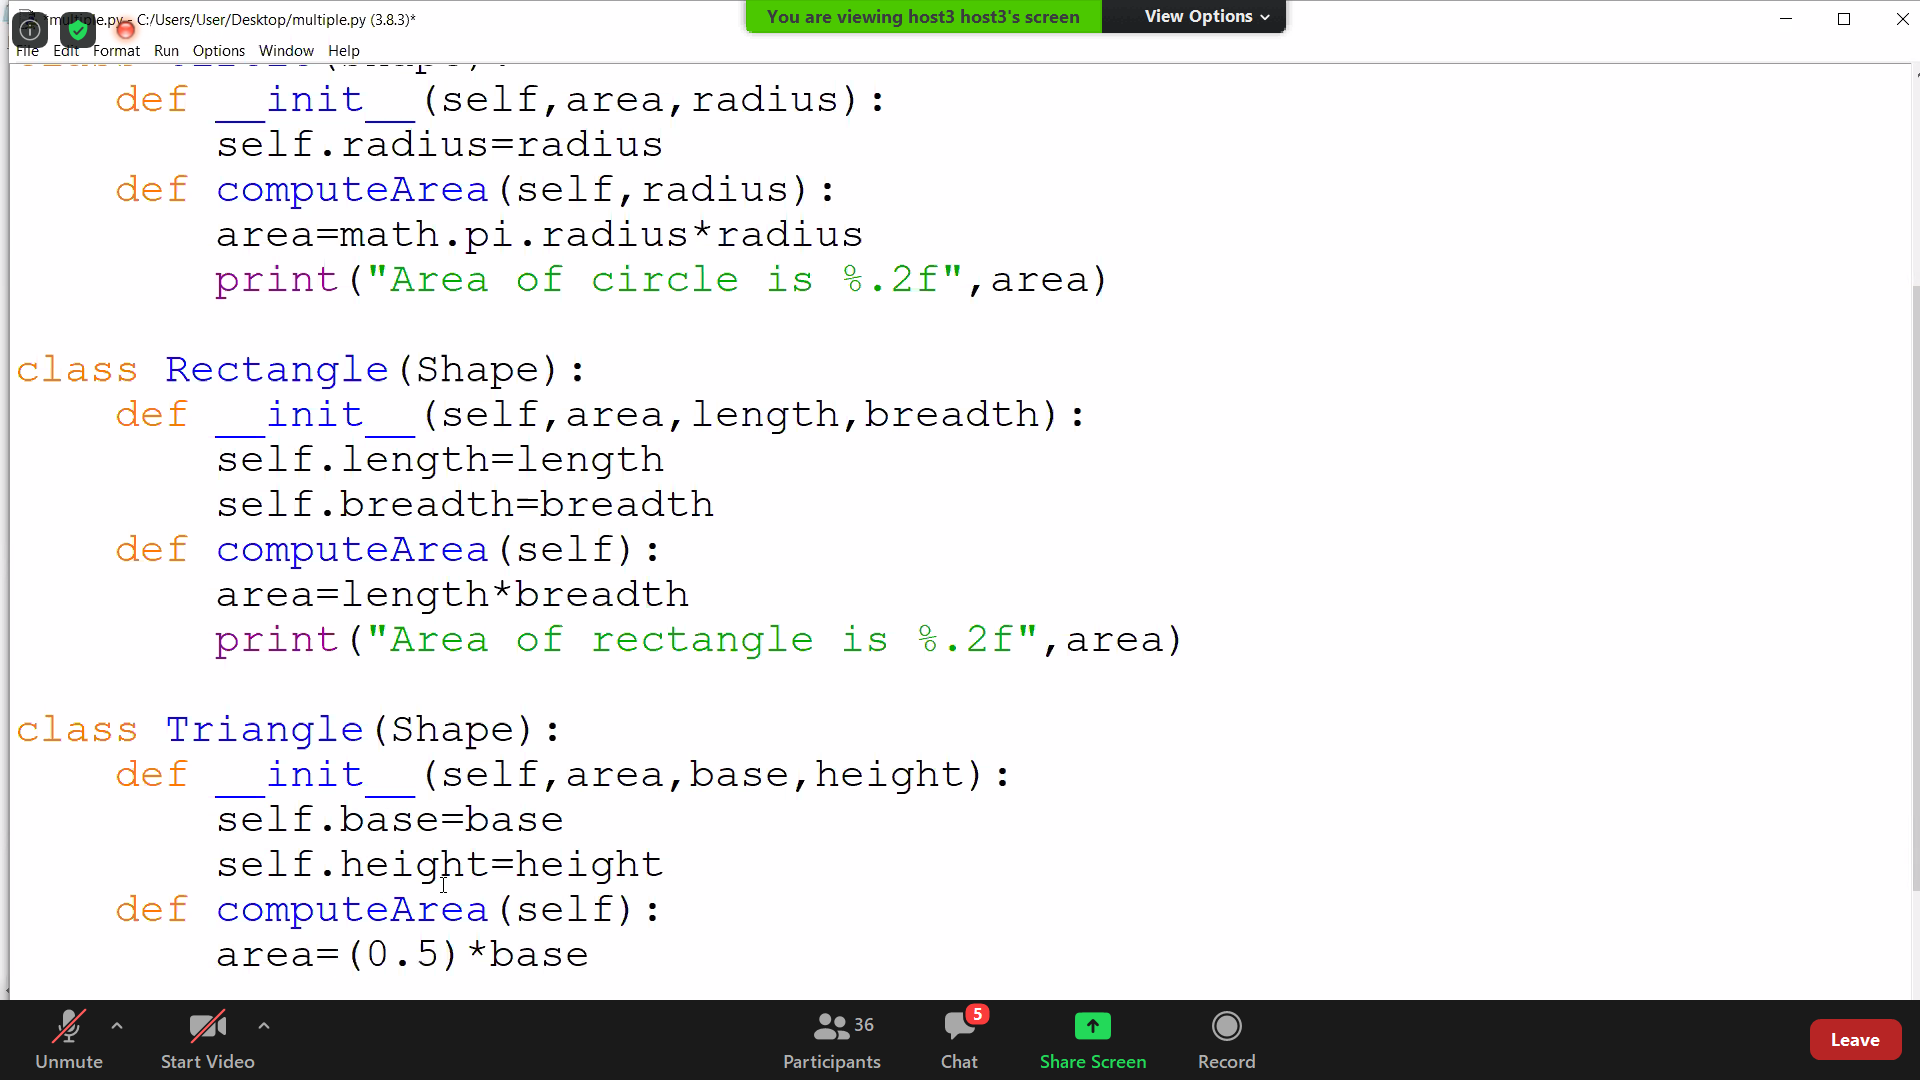 *multiple.py - C:/Users/User/Desktop/multiple.py (3.8.3)*
You are viewing host3 host3's screen
View Options
File Edit Format Run Options Window Help
    def __init__(self,area,radius):
        self.radius=radius
    def computeArea(self,radius):
        area=math.pi.radius*radius
        print("Area of circle is %.2f",area)
class Rectangle(Shape):
    def __init__(self,area,length,breadth):
        self.length=length
        self.breadth=breadth
    def computeArea(self):
        area=length*breadth
        print("Area of rectangle is %.2f",area)
class Triangle(Shape):
    def __init__(self,area,base,height):
        self.base=base
        self.height=height
    def computeArea(self):
        area=(0.5)*base
36
5
Unmute
Start Video
Participants
Chat
Share Screen
Record
Leave